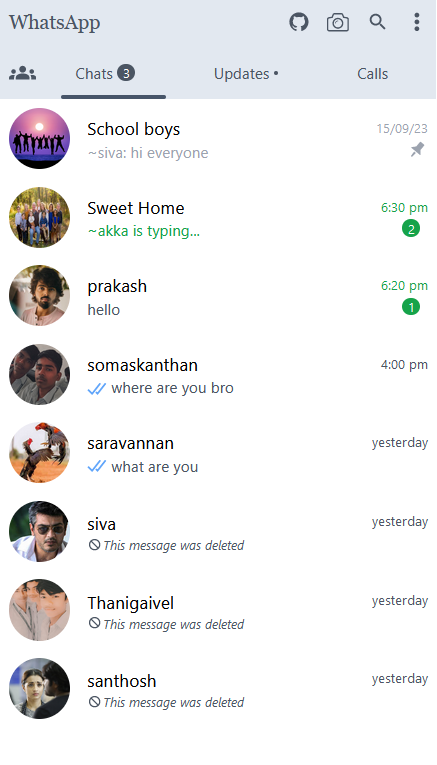 WhatsApp
Chats 3 Updates • Calls
School boys 15/09/23
~siva: hi everyone
Sweet Home 6:30 pm
~akka is typing... 2
prakash 6:20 pm
hello 1
somaskanthan 4:00 pm
where are you bro
saravannan yesterday
what are you
siva yesterday
This message was deleted
Thanigaivel yesterday
This message was deleted
santhosh yesterday
This message was deleted